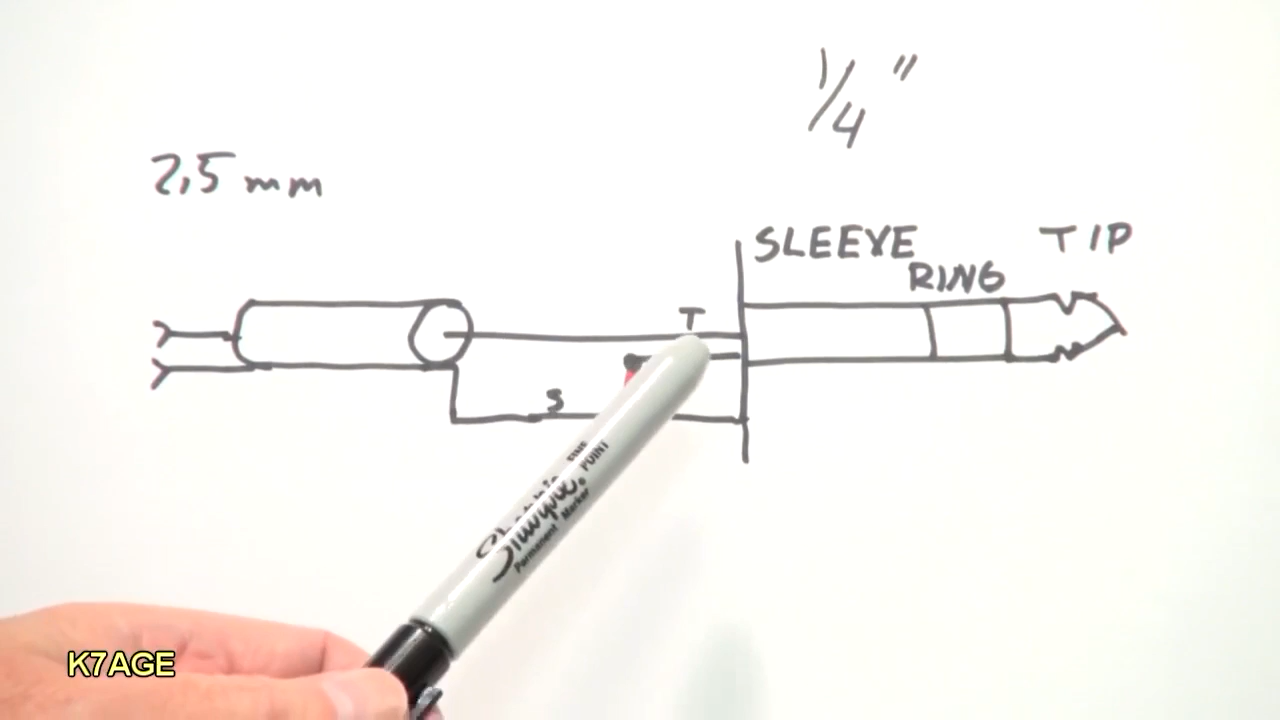 1/4 "
2,5 mm
SLEEVE
TIP
RING
T
S
Sharpie.
FINE
POINT
Permanent Marker
K7AGE